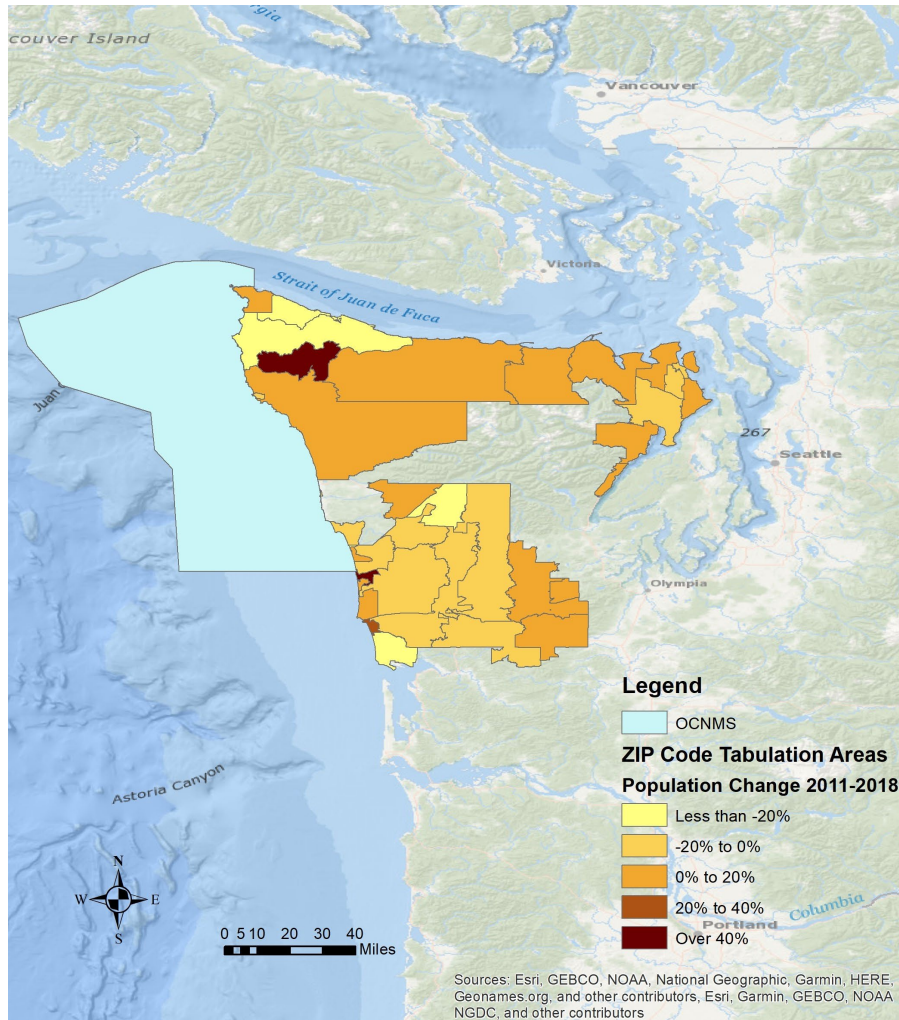 rgia
couver Island
Vancouver
Victoria
Strait of Juan de Fuca
Juan
267
Seattle
Olympia
Legend
OCNMS
ZIP Code Tabulation Areas
Population Change 2011-2018
Less than -20%
-20% to 0%
0% to 20%
20% to 40%
Over 40%
Astoria Canyon
N
W E
S
0 5 10 20 30 40
Miles
Columbia
Portland
Sources: Esri, GEBCO, NOAA, National Geographic, Garmin, HERE,
Geonames.org, and other contributors, Esri, Garmin, GEBCO, NOAA
NGDC, and other contributors